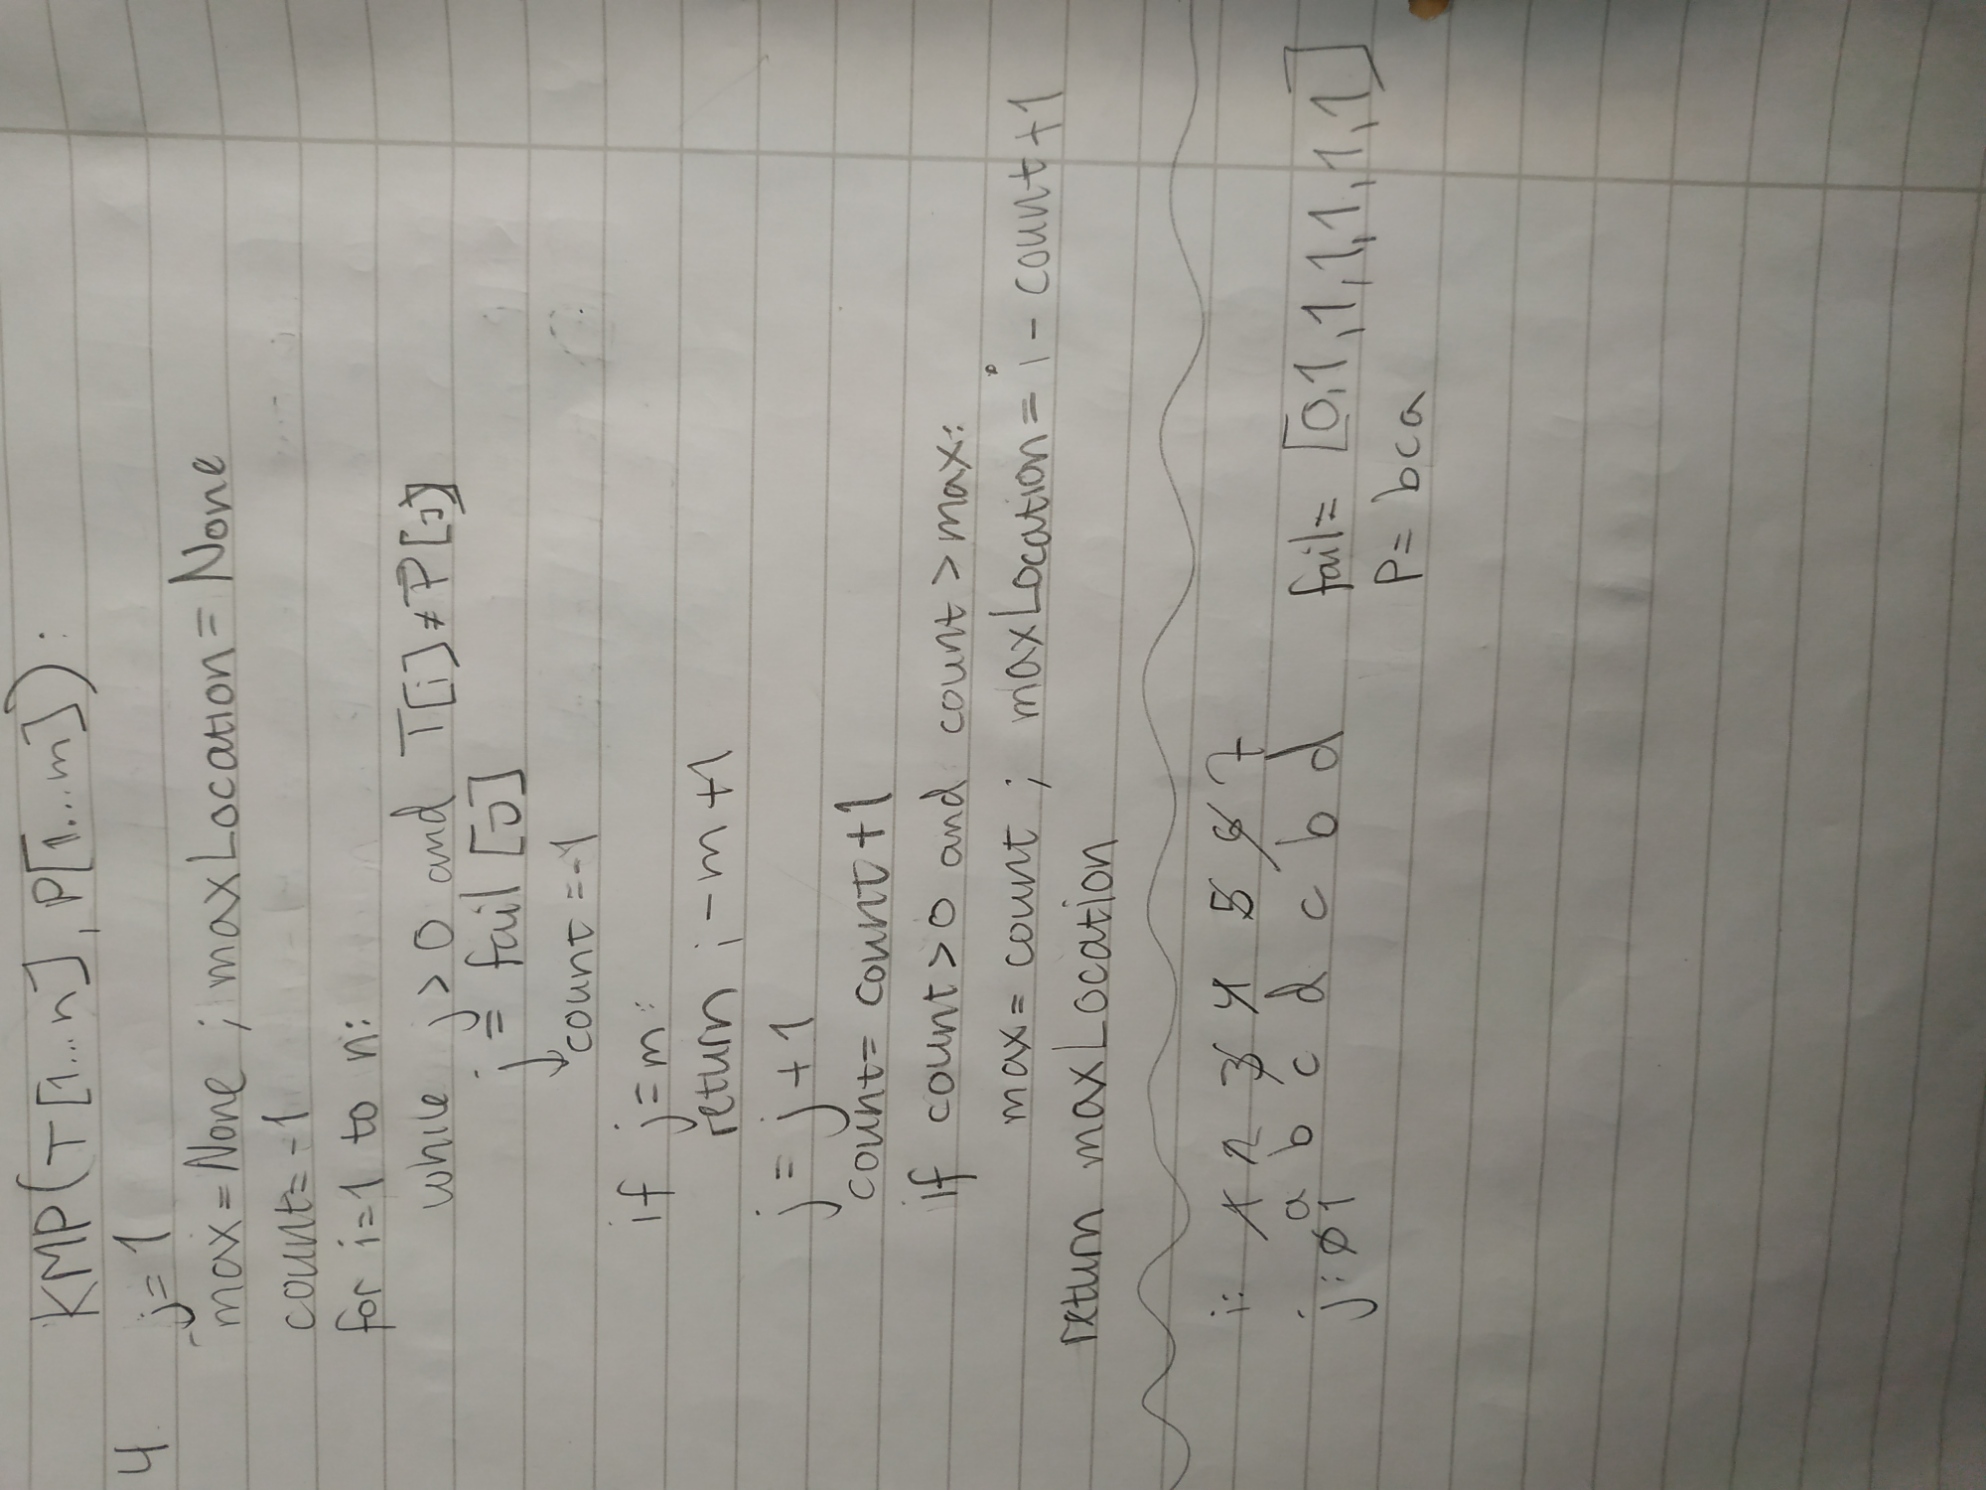 KMP(T[1...n], P[1...m]):
4. j=1
max=None ; maxLocation=None
count=-1
for i=1 to n:
while j>0 and T[i]≠P[j]
j = fail[j]
count=-1
if j=m:
return i-m+1
j=j+1
count=count+1
if count>0 and count>max:
max=count ; maxLocation=i-count+1
return maxLocation
i: 1 2 3 4 5 6 7
a b c d c b d
j: 0 1
fail=[0,1,1,1,1,1,1]
P=bca